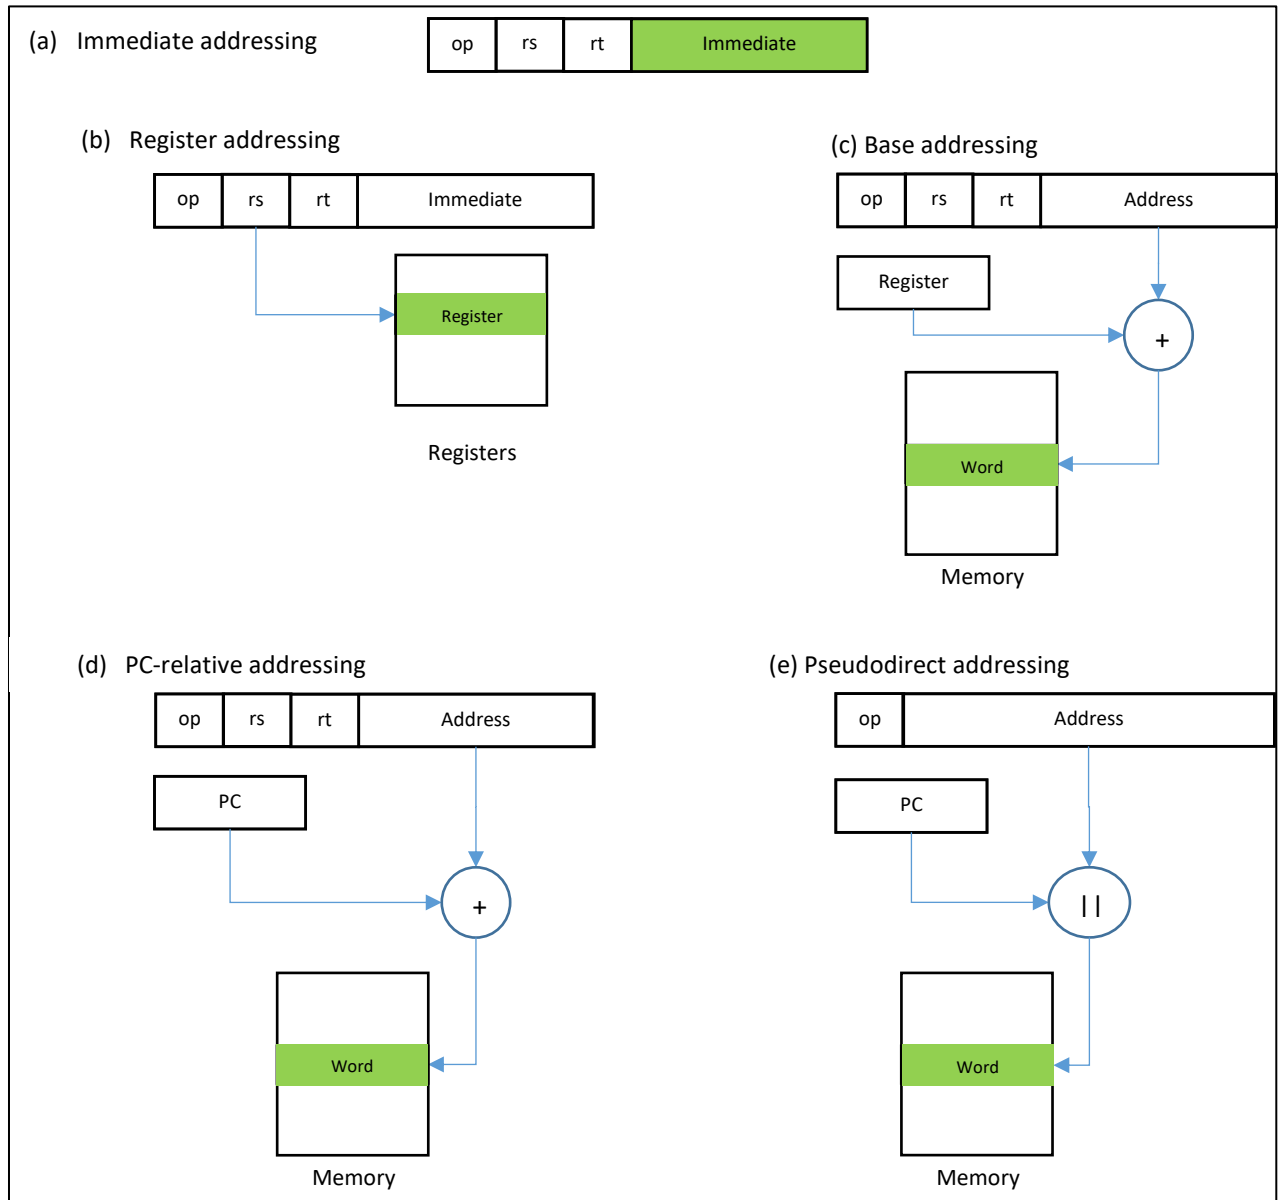 (a) Immediate addressing
op rs rt Immediate
(b) Register addressing
op rs rt Immediate
Register
Registers
(c) Base addressing
op rs rt Address
Register
+
Word
Memory
(d) PC-relative addressing
op rs rt Address
PC
+
Word
Memory
(e) Pseudodirect addressing
op Address
PC
||
Word
Memory